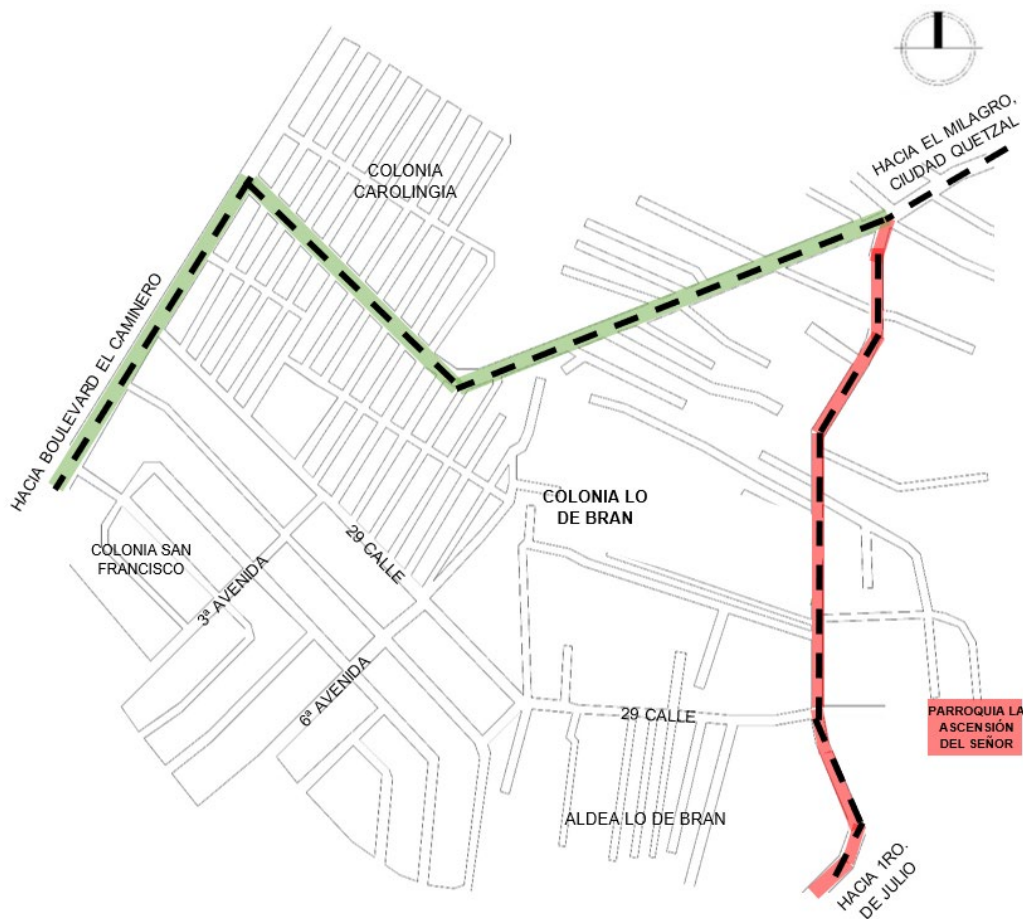 HACIA EL MILAGRO,
CIUDAD QUETZAL
COLONIA
CAROLINGIA
HACIA BOULEVARD EL CAMINERO
COLONIA LO
DE BRAN
29 CALLE
COLONIA SAN
FRANCISCO
3ª AVENIDA
6ª AVENIDA
29 CALLE
PARROQUIA LA
ASCENSIÓN
DEL SEÑOR
ALDEA LO DE BRAN
HACIA 1RO.
DE JULIO